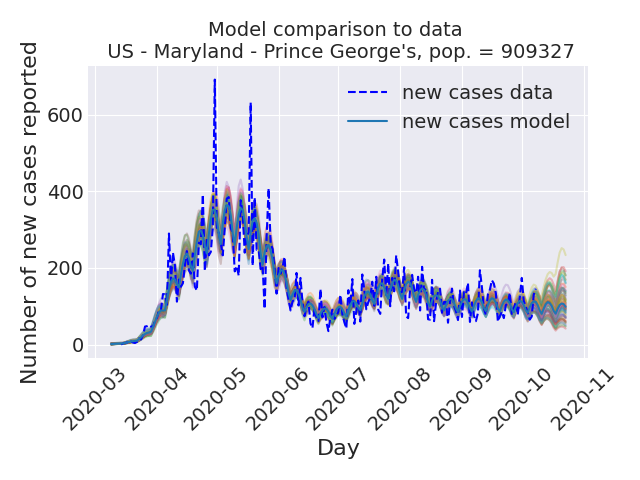 Model comparison to data
US - Maryland - Prince George's, pop. = 909327
Number of new cases reported
600
400
200
0
new cases data
new cases model
2020-03
2020-04
2020-05
2020-06
2020-07
2020-08
2020-09
2020-10
2020-11
Day